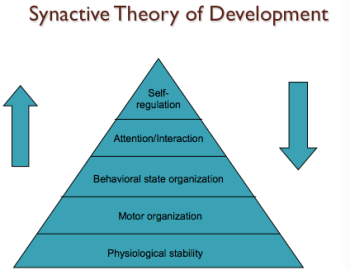 Synactive Theory of Development
Self-
regulation
Attention/Interaction
Behavioral state organization
Motor organization
Physiological stability